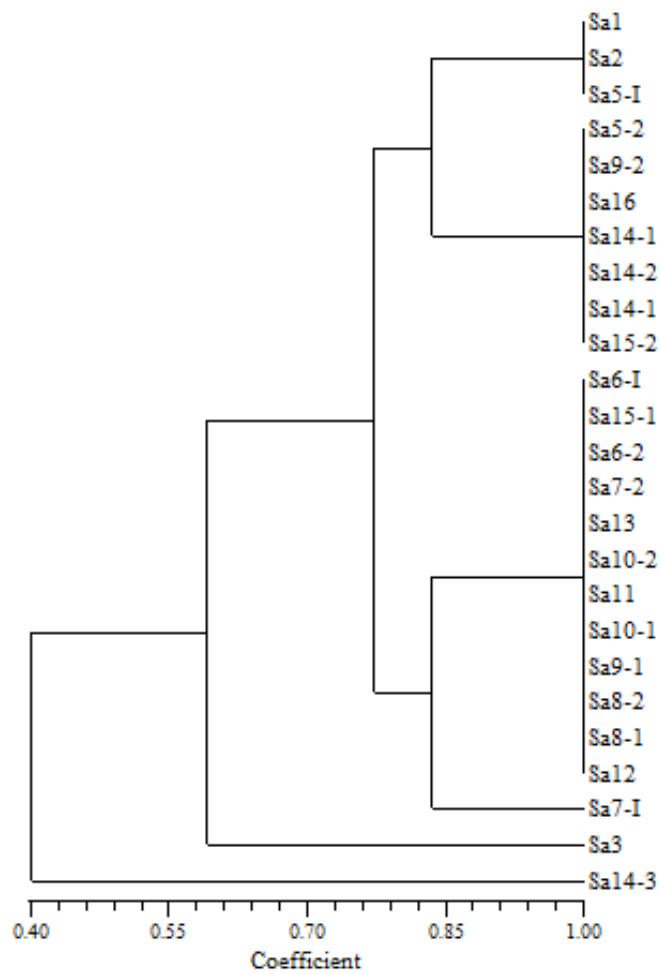 Sa1
Sa2
Sa5-I
Sa5-2
Sa9-2
Sa16
Sa14-1
Sa14-2
Sa14-1
Sa15-2
Sa6-I
Sa15-1
Sa6-2
Sa7-2
Sa13
Sa10-2
Sa11
Sa10-1
Sa9-1
Sa8-2
Sa8-1
Sa12
Sa7-I
Sa3
Sa14-3
0.40 0.55 0.70 0.85 1.00
Coefficient